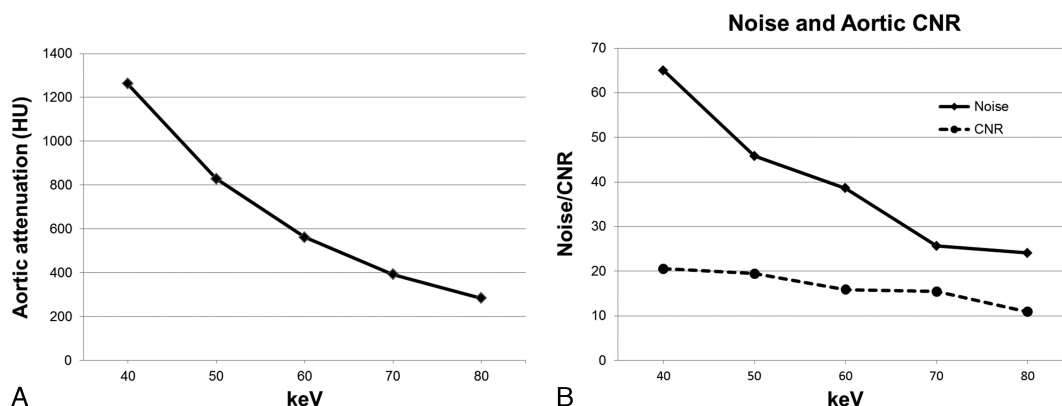 Aortic attenuation (HU)
1400
1200
1000
800
600
400
200
0
40 50 60 70 80
keV
A
Noise and Aortic CNR
Noise/CNR
70
60
50
40
30
20
10
0
Noise
CNR
40 50 60 70 80
keV
B